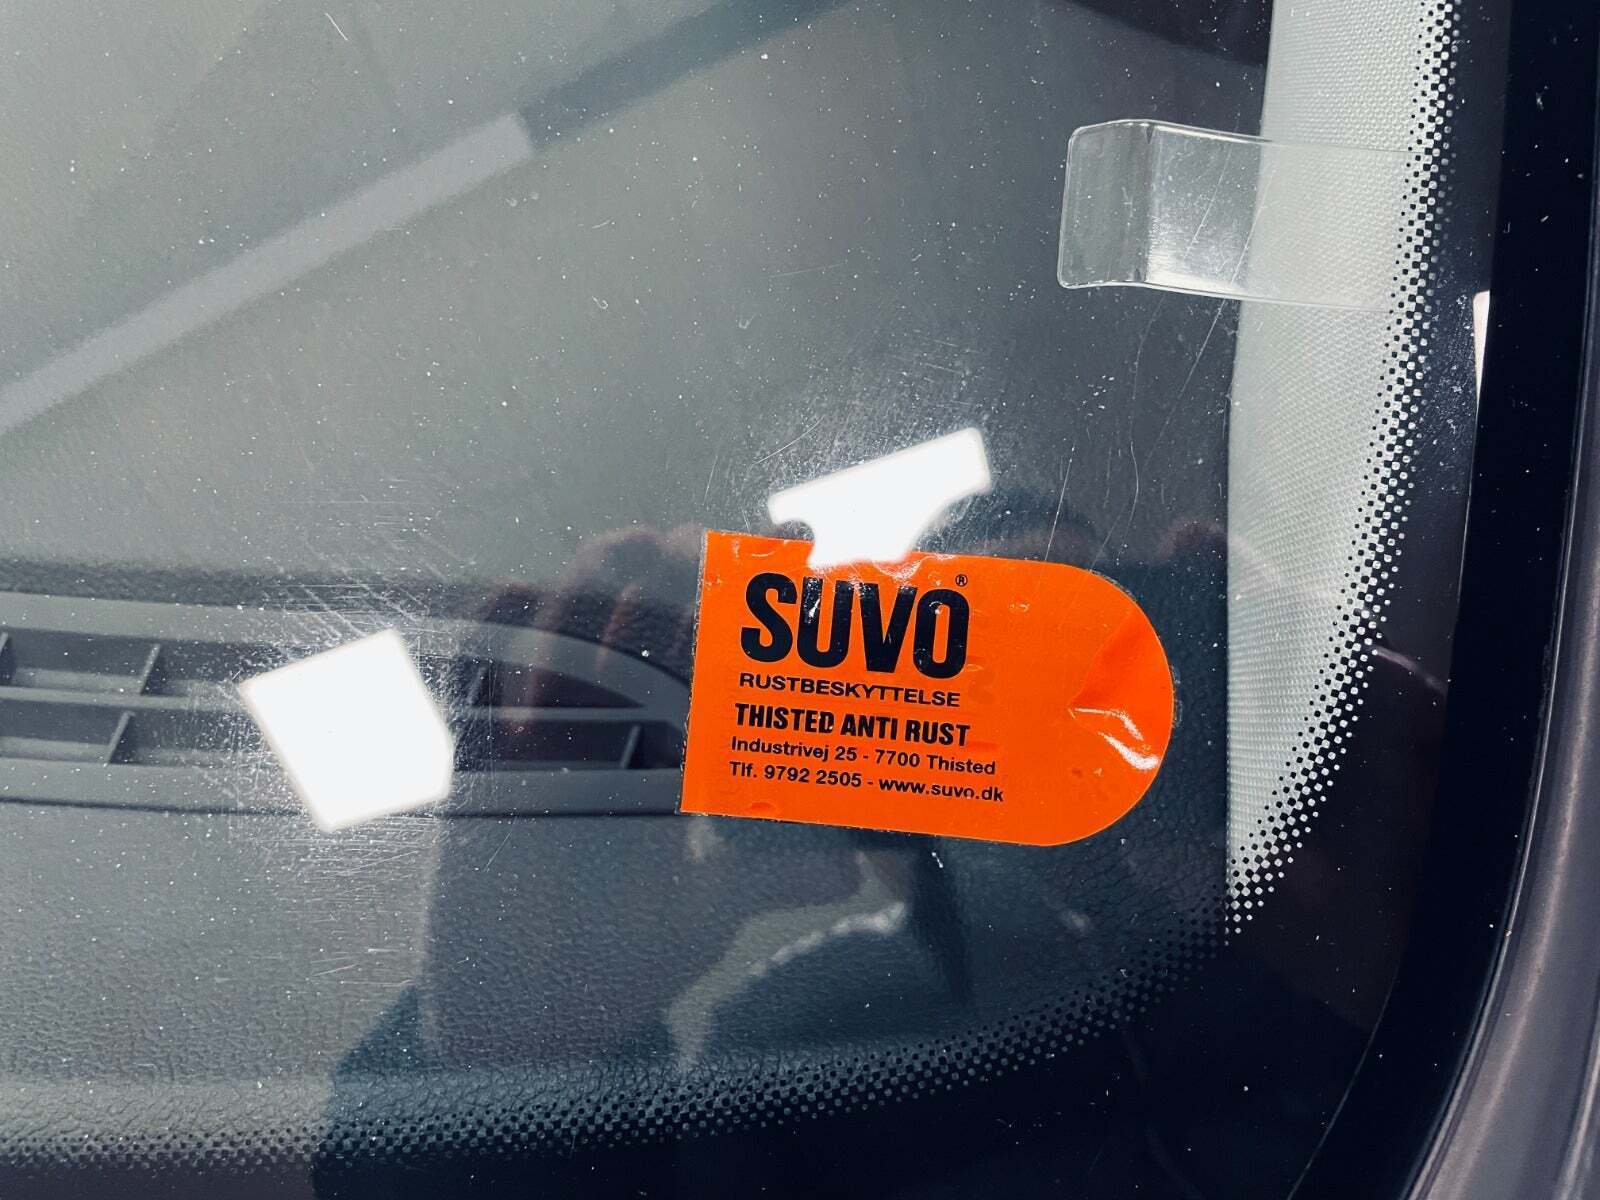 SUVO®
RUSTBESKYTTELSE
THISTED ANTI RUST
Industrivej 25 - 7700 Thisted
Tlf. 9792 2505 - www.suvo.dk